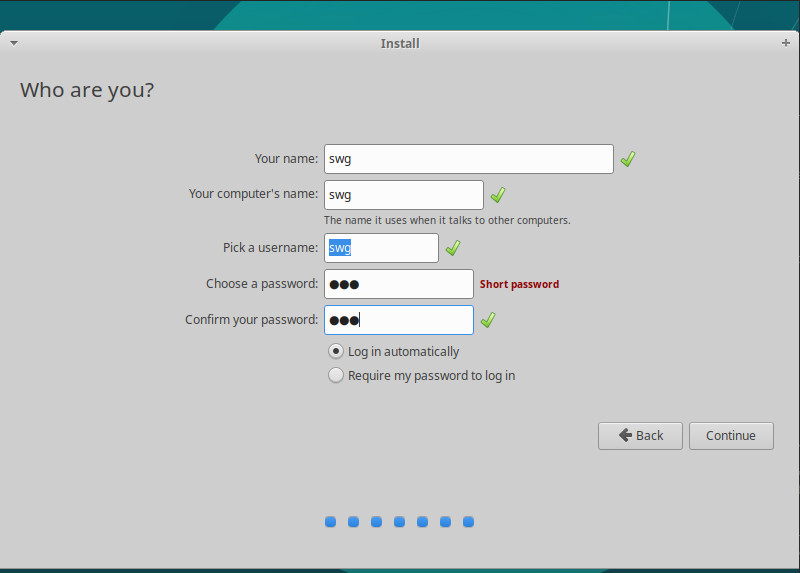 Install
Who are you?
Your name: swg
Your computer's name: swg
The name it uses when it talks to other computers.
Pick a username: swg
Choose a password: ●●● Short password
Confirm your password: ●●●
Log in automatically
Require my password to log in
Back Continue